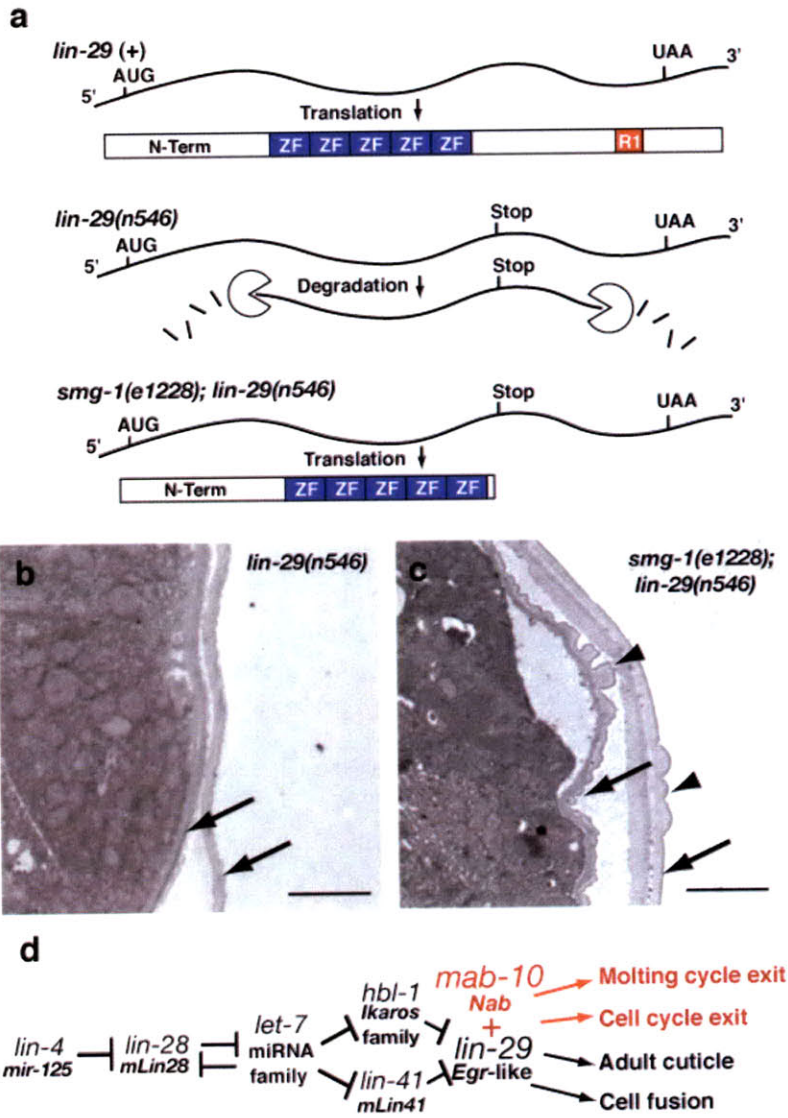 a
lin-29 (+)
5' AUG UAA 3'
Translation
N-Term ZF ZF ZF ZF ZF R1
lin-29(n546)
5' AUG Stop UAA 3'
Degradation Stop
smg-1(e1228); lin-29(n546)
5' AUG Stop UAA 3'
Translation
N-Term ZF ZF ZF ZF ZF
b lin-29(n546)
c smg-1(e1228);
lin-29(n546)
d
lin-4
mir-125
lin-28
mLin28
let-7
miRNA
family
hbl-1
Ikaros
family
lin-41
mLin41
mab-10
Nab
+
lin-29
Egr-like
Molting cycle exit
Cell cycle exit
Adult cuticle
Cell fusion